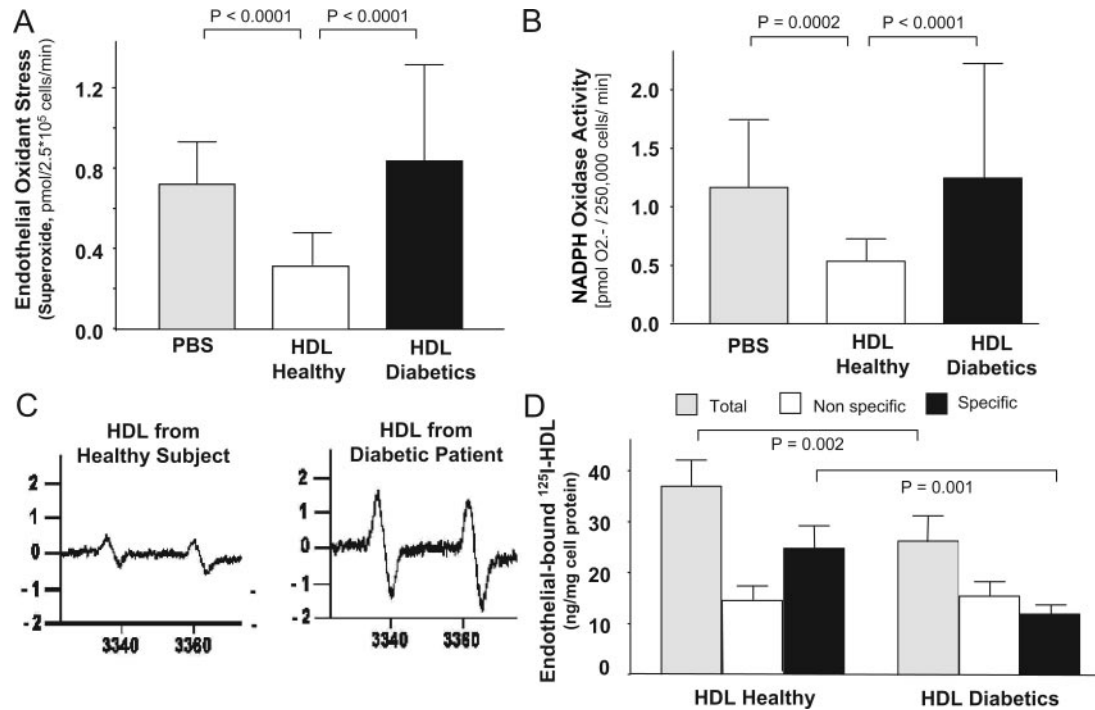 A
P < 0.0001
P < 0.0001
Endothelial Oxidant Stress
(Superoxide, pmol/2.5*10⁵ cells/min)
1.2
0.8
0.4
0.0
PBS
HDL
Healthy
HDL
Diabetics
B
P = 0.0002
P < 0.0001
NADPH Oxidase Activity
[pmol O2.- / 250,000 cells/ min)
2.0
1.5
1.0
0.5
0.0
PBS
HDL
Healthy
HDL
Diabetics
C
HDL from
Healthy Subject
2
1
0
- 1
- 2
3340
3360
HDL from
Diabetic Patient
2
1
0
- 1
- 2
3340
3360
D
Total
Non specific
Specific
P = 0.002
P = 0.001
Endothelial-bound ¹²⁵I-HDL
(ng/mg cell protein)
40
30
20
10
0
HDL Healthy
HDL Diabetics